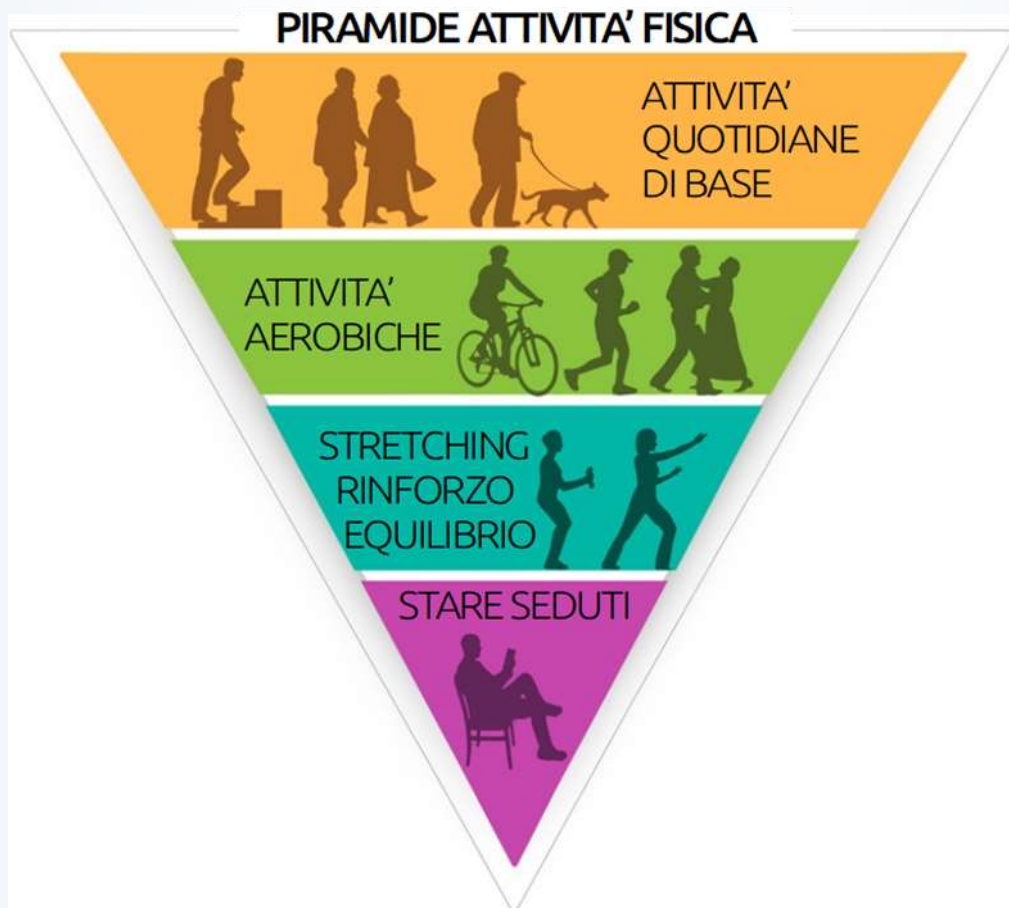 PIRAMIDE ATTIVITA’ FISICA
ATTIVITA’
QUOTIDIANE
DI BASE
ATTIVITA’
AEROBICHE
STRETCHING
RINFORZO
EQUILIBRIO
STARE SEDUTI